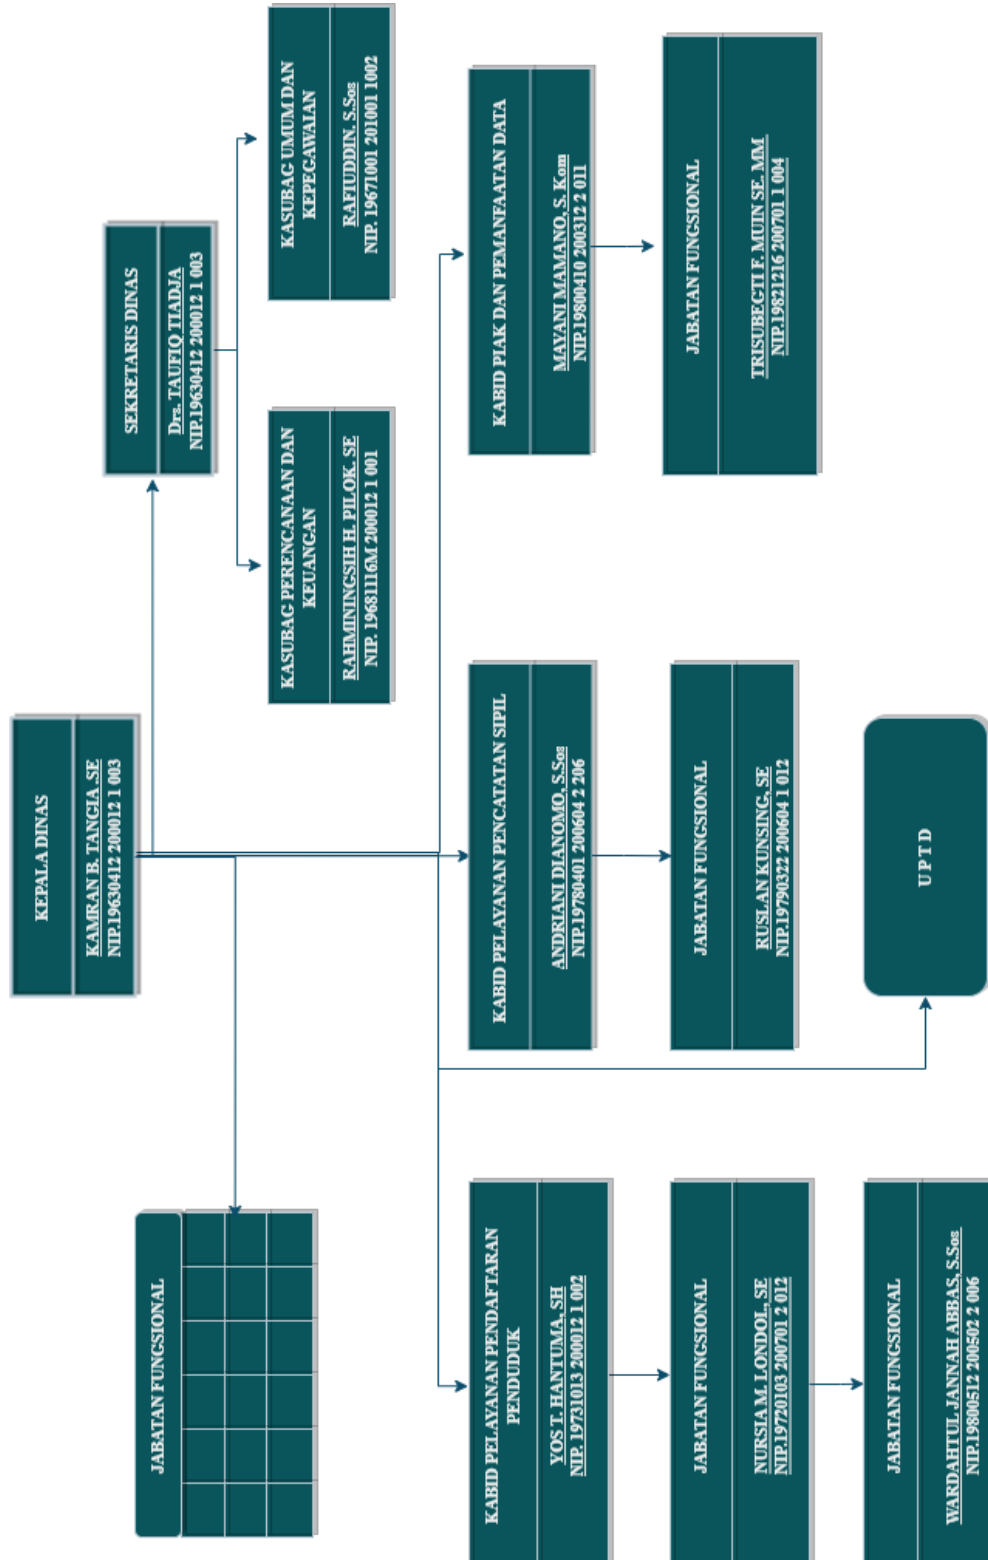 KEPALA DINAS
KAMRAN B. TANGIA .SE
NIP.19630412 200012 1 003
SEKRETARIS DINAS
Drs. TAUFIQ TIADJA
NIP.19630412 200012 1 003
JABATAN FUNGSIONAL
KASUBAG PERENCANAAN DAN
KEUANGAN
RAHMININGSIH H. PILOK. SE
NIP. 19681116M 200012 1 001
KASUBAG UMUM DAN
KEPEGAWAIAN
RAFIUDDIN. S.Sos
NIP. 19671001 201001 1002
KABID PELAYANAN PENDAFTARAN
PENDUDUK
YOS T. HANTUMA, SH
NIP. 19731013 200012 1 002
KABID PELAYANAN PENCATATAN SIPIL
ANDRIANI DIANOMO, S.Sos
NIP.19780401 200604 2 206
KABID PIAK DAN PEMANFAATAN DATA
MAYANI MAMANO, S. Kom
NIP.19800410 200312 2 011
JABATAN FUNGSIONAL
NURSIA M. LONDOL, SE
NIP.19720103 200701 2 012
JABATAN FUNGSIONAL
RUSLAN KUNSING, SE
NIP.19790322 200604 1 012
JABATAN FUNGSIONAL
TRISUBEGTI F. MUIN SE. MM
NIP.19821216 200701 1 004
JABATAN FUNGSIONAL
WARDAHTUL JANNAH ABBAS, S.Sos
NIP.19800512 200502 2 006
U P T D